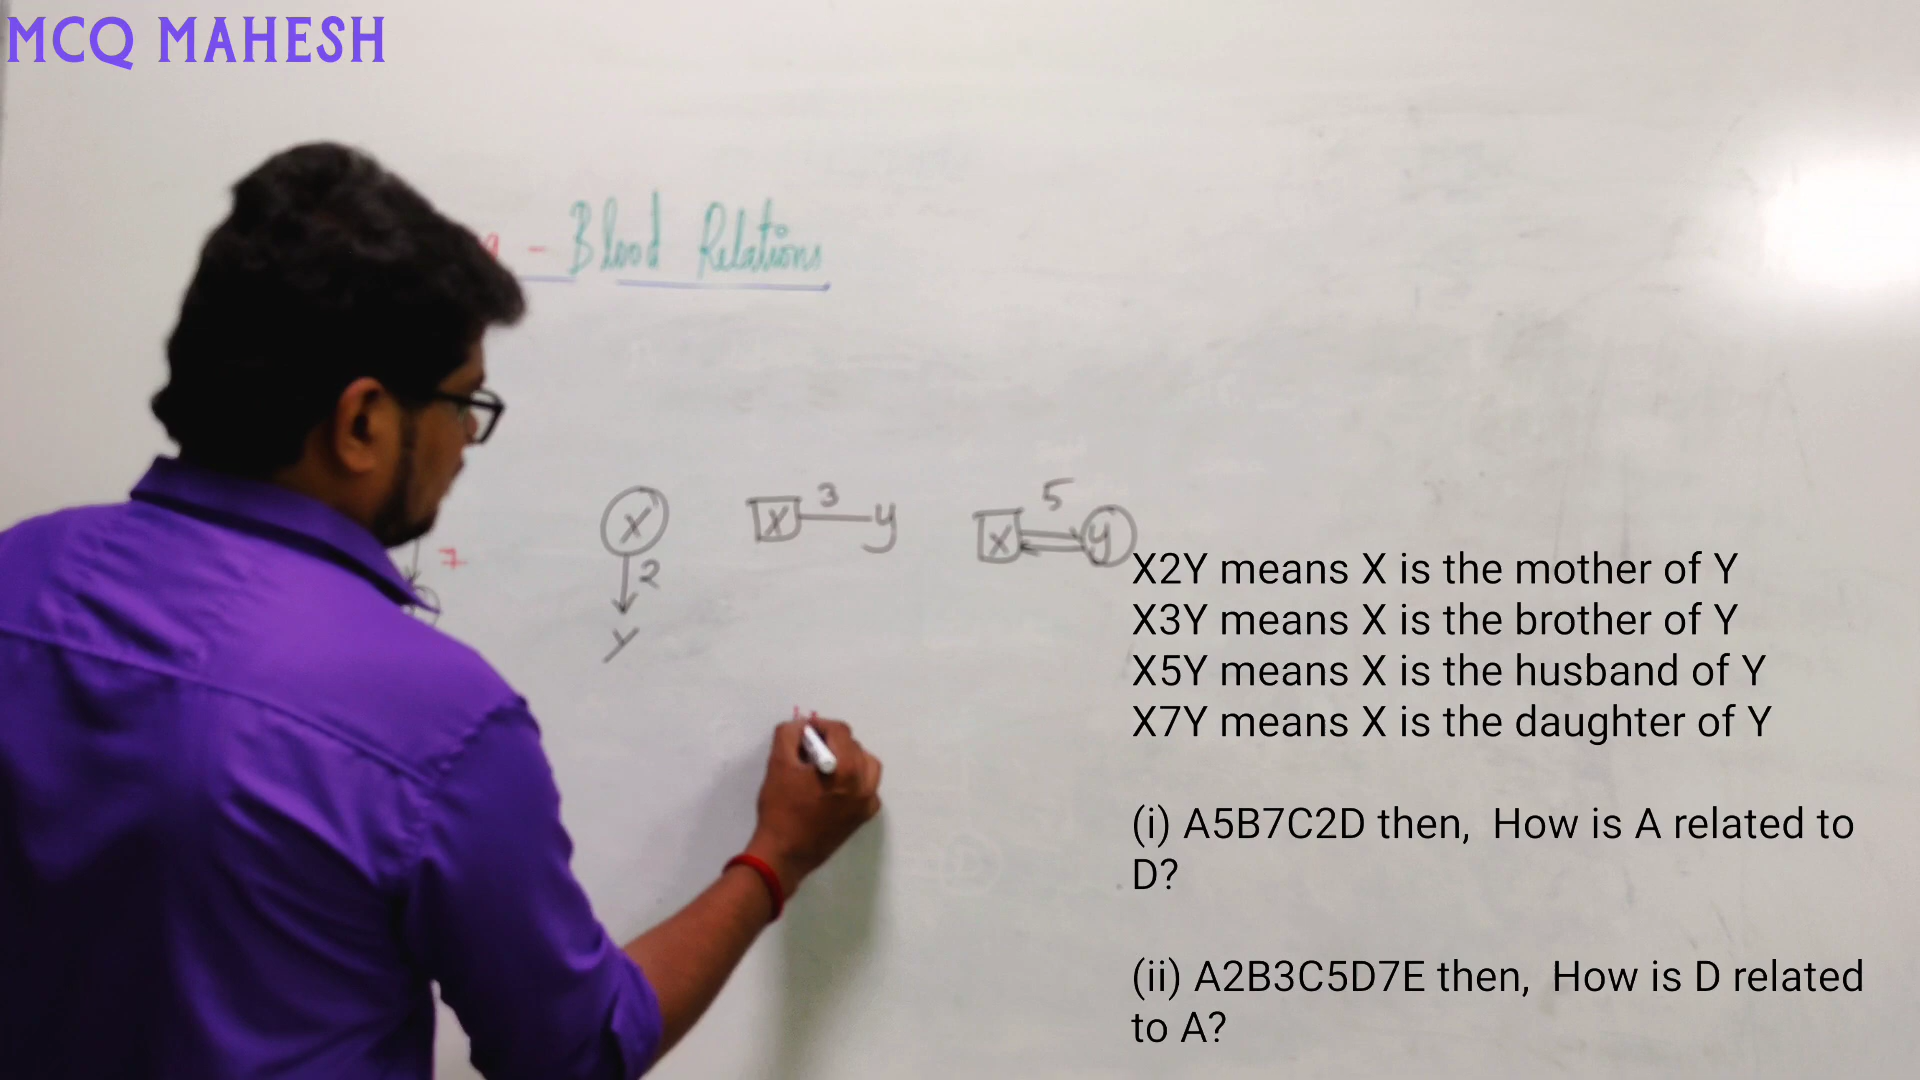 MCQ MAHESH
- Blood Relations
X 3 y
5
X y
X
7
2
y
X2Y means X is the mother of Y
X3Y means X is the brother of Y
X5Y means X is the husband of Y
X7Y means X is the daughter of Y
(i) A5B7C2D then, How is A related to
D?
(ii) A2B3C5D7E then, How is D related
to A?